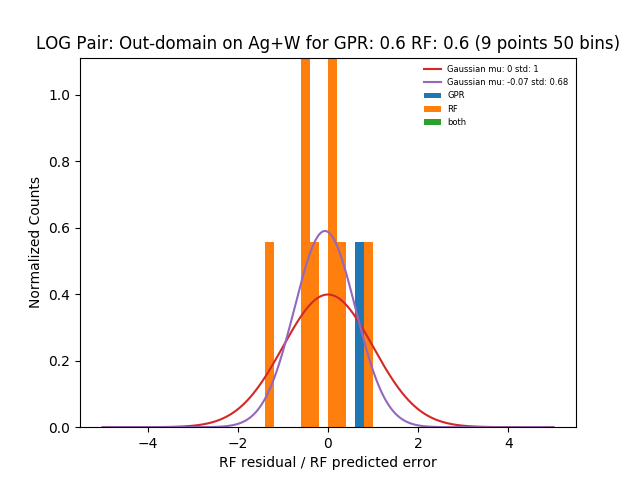 LOG Pair: Out-domain on Ag+W for GPR: 0.6 RF: 0.6 (9 points 50 bins)
Gaussian mu: 0 std: 1
Gaussian mu: -0.07 std: 0.68
GPR
RF
both
Normalized Counts
1.0
0.8
0.6
0.4
0.2
0.0
−4
−2
0
2
4
RF residual / RF predicted error